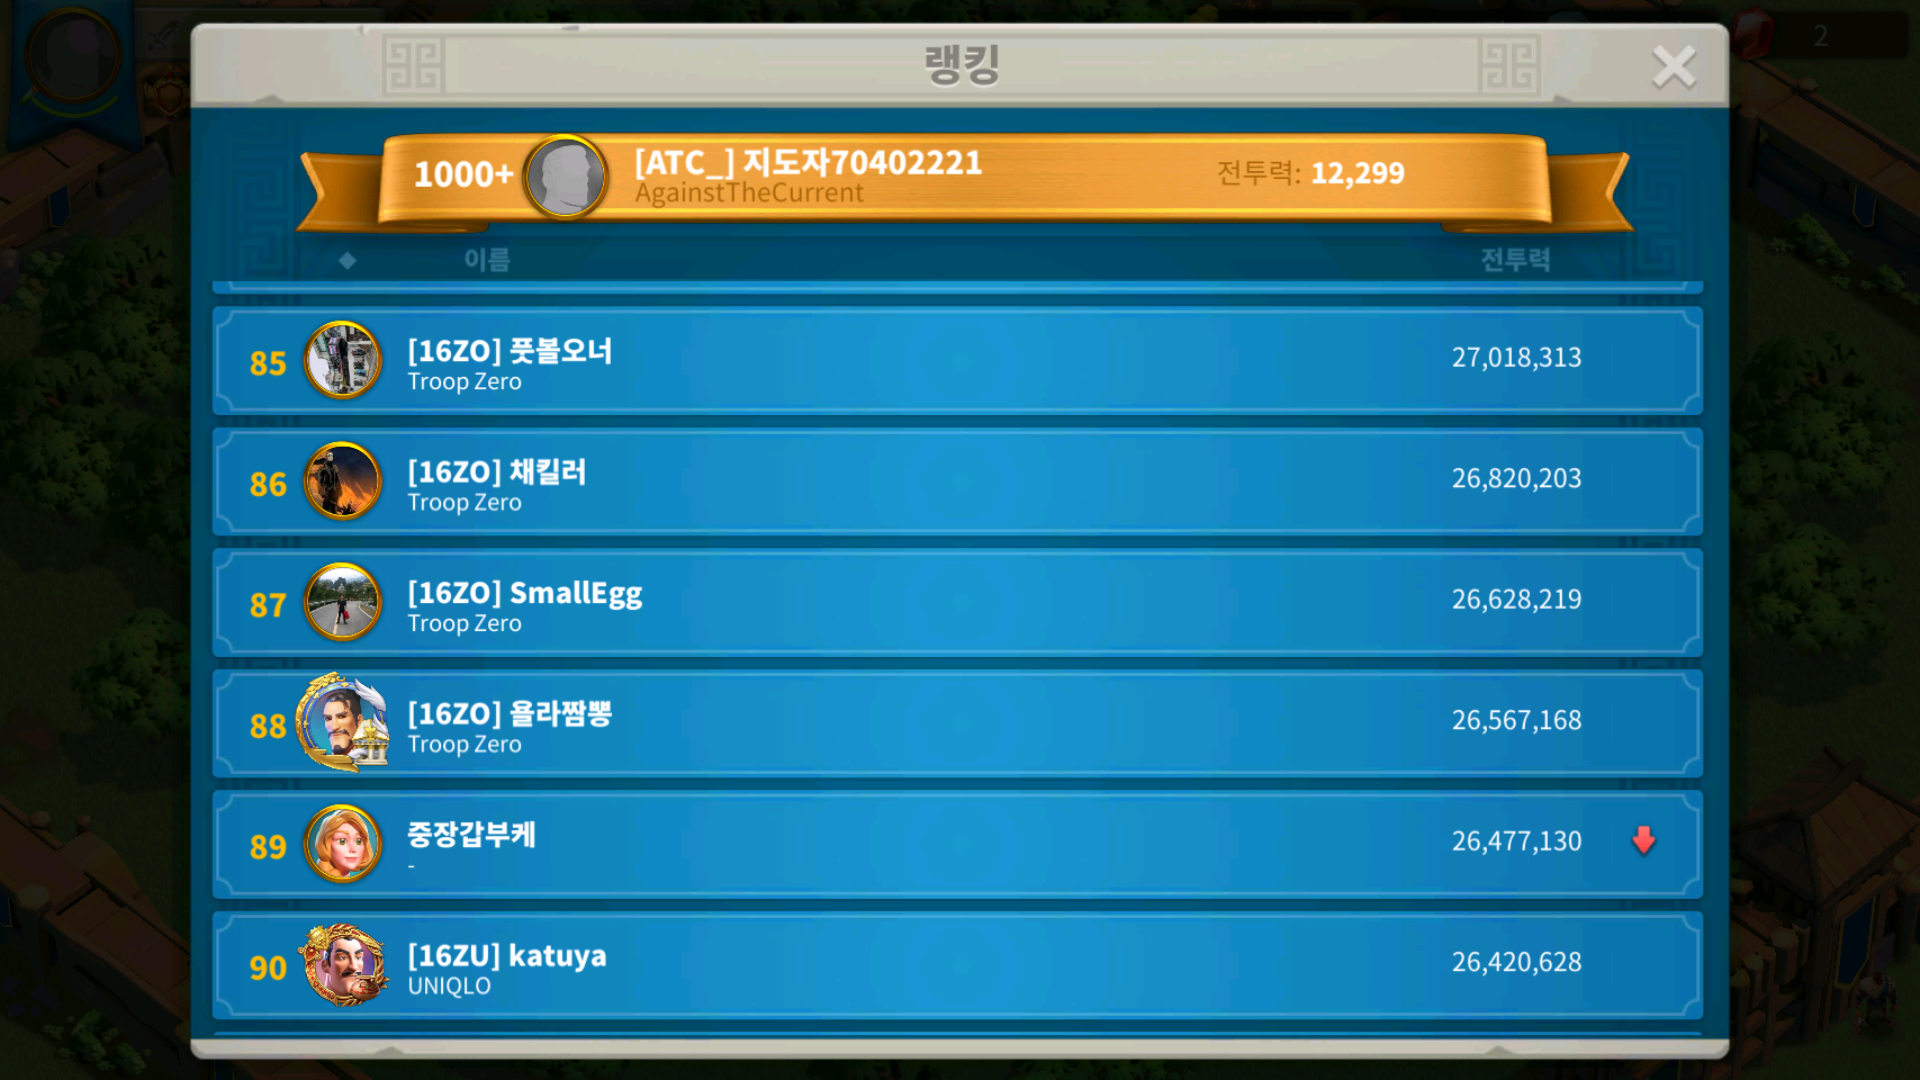 2
랭킹
1000+
[ATC_] 지도자70402221
AgainstTheCurrent
전투력: 12,299
이름
전투력
85
[16ZO] 풋볼오너
Troop Zero
27,018,313
86
[16ZO] 채킬러
Troop Zero
26,820,203
87
[16ZO] SmallEgg
Troop Zero
26,628,219
88
[16ZO] 욜라짬뽕
Troop Zero
26,567,168
89
중장갑부케
-
26,477,130
90
[16ZU] katuya
UNIQLO
26,420,628